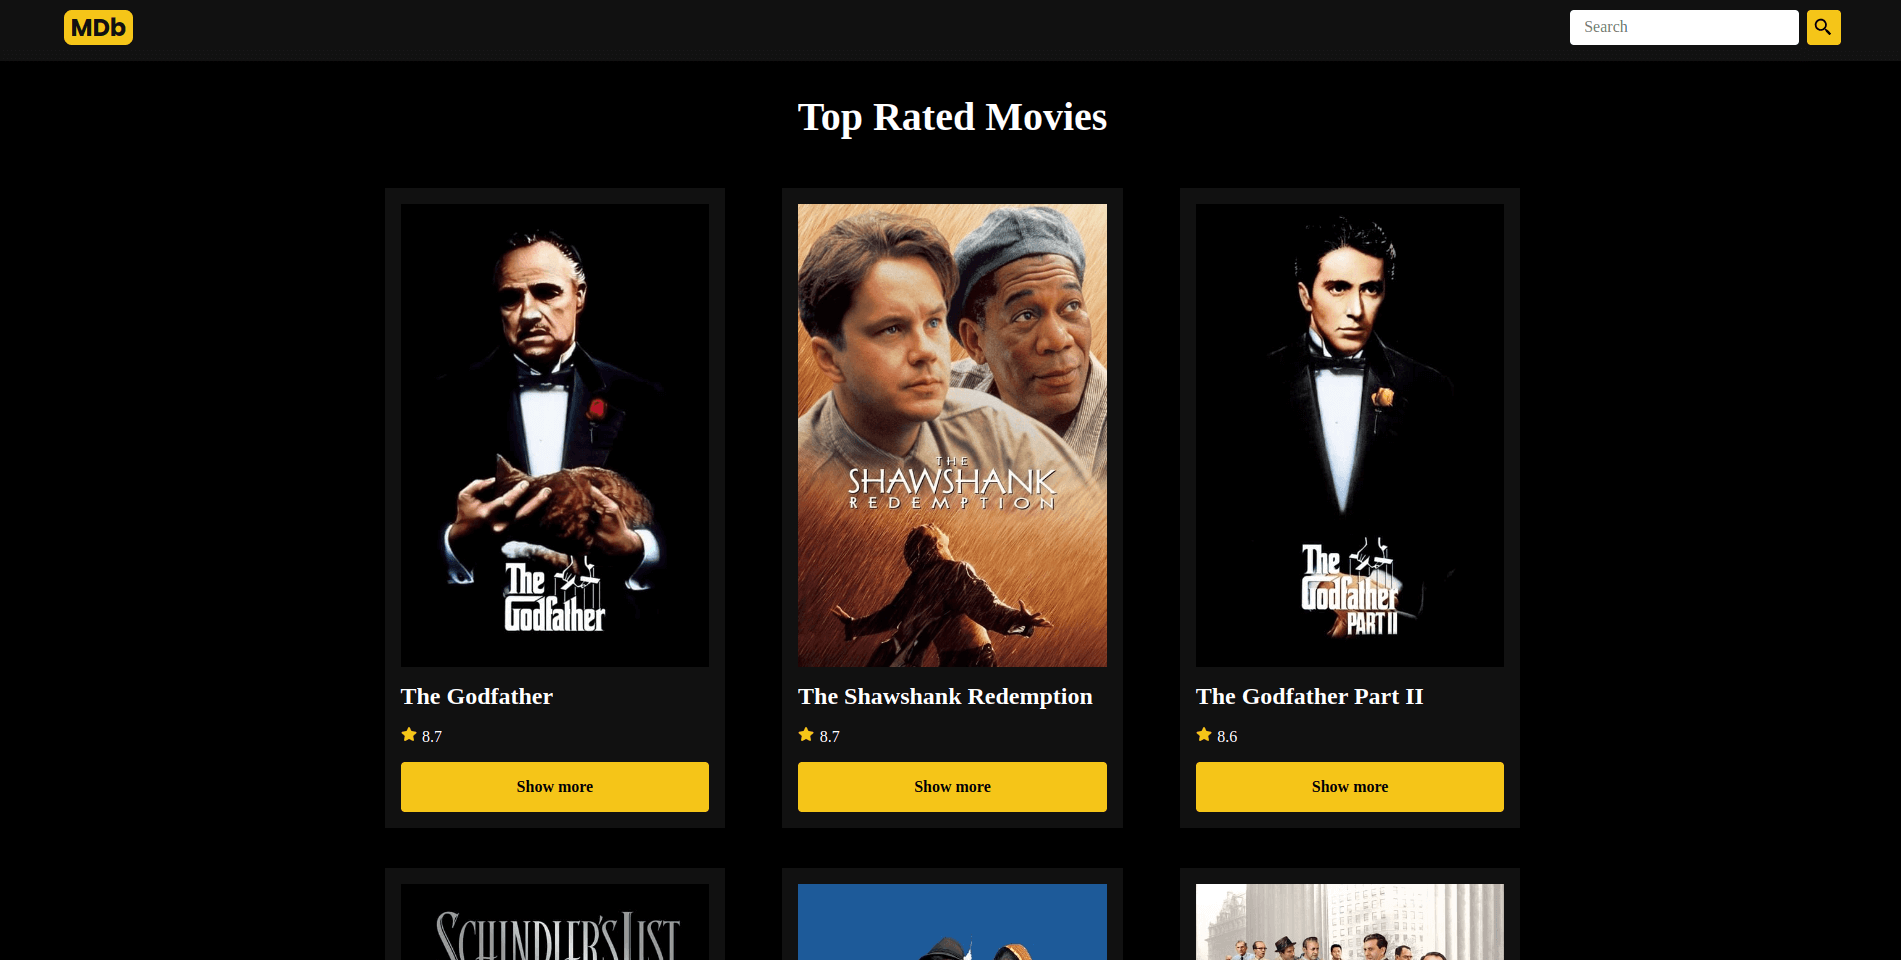 MDb
Search
Top Rated Movies
The
Godfather
THE
SHAWSHANK
REDEMPTION
The
Godfather
PART II
The Godfather
The Shawshank Redemption
The Godfather Part II
8.7
8.7
8.6
Show more
Show more
Show more
SCHINDLER'S LIST